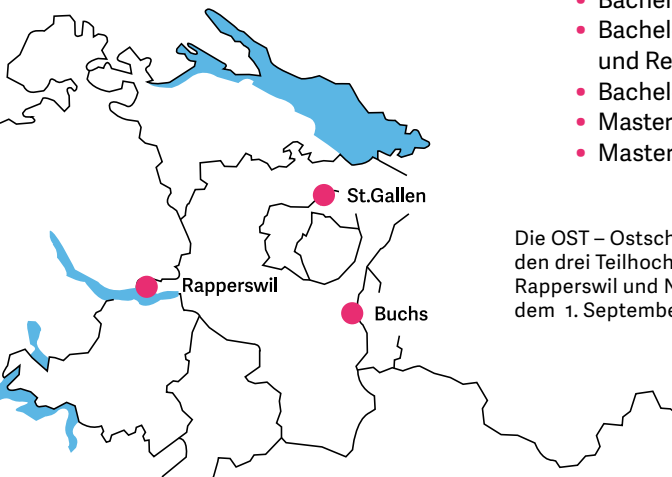 Bachel
• Bachel
und Re
• Bachel
• Master
• Master
St.Gallen
Rapperswil
Buchs
Die OST – Ostsch
den drei Teilhoch
Rapperswil und N
dem 1. Septembe